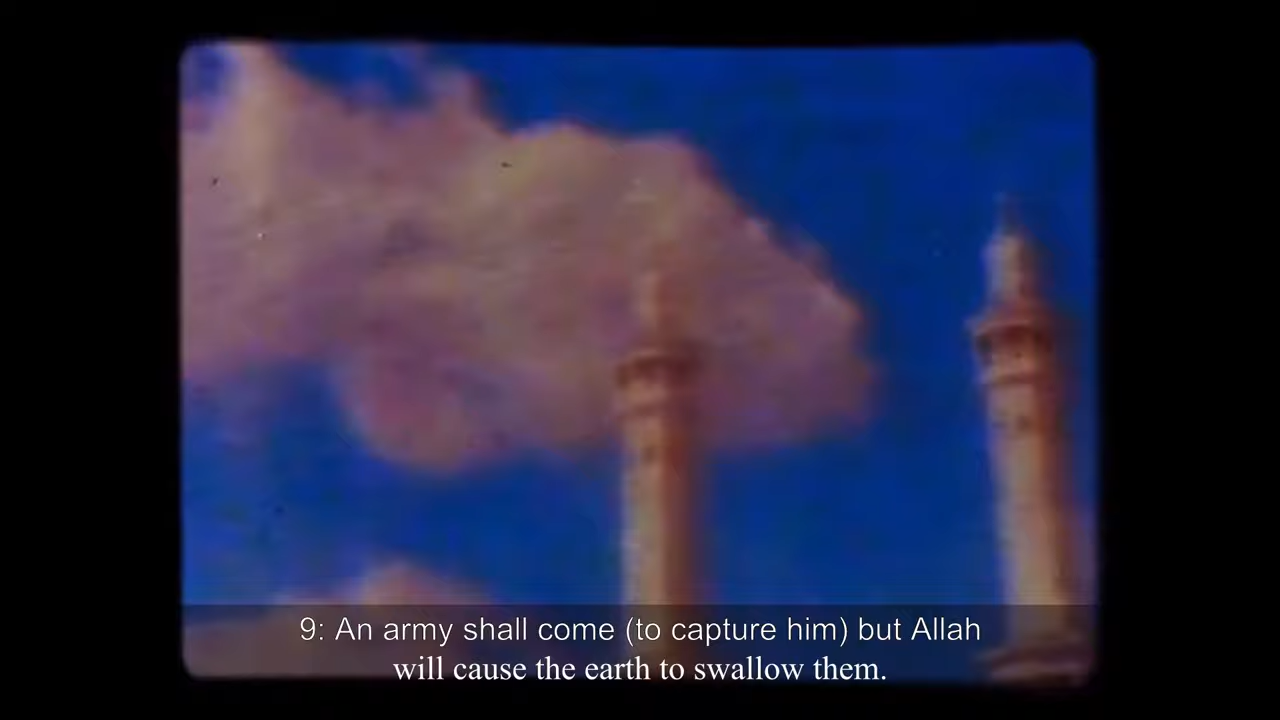 9: An army shall come (to capture him) but Allah
will cause the earth to swallow them.